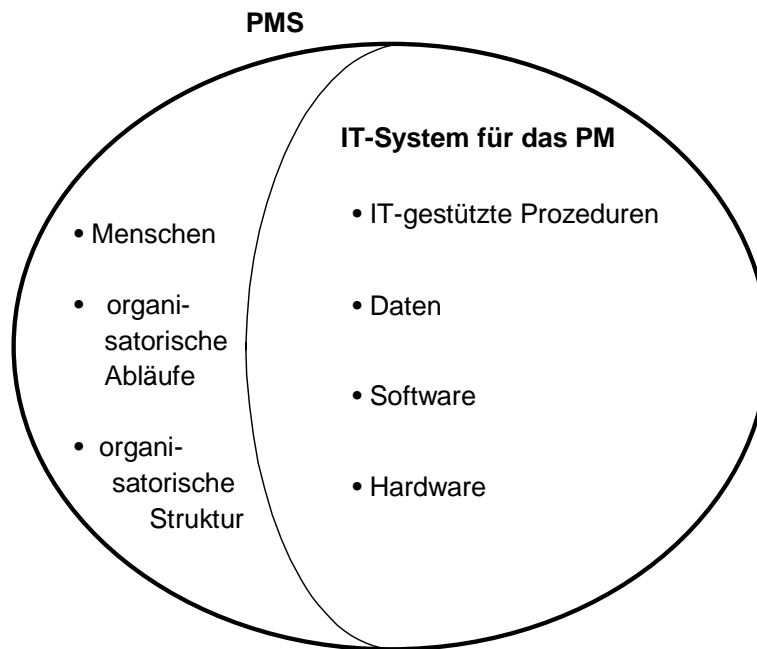 PMS
• Menschen
• organi-
satorische
Abläufe
• organi-
satorische
Struktur
IT-System für das PM
• IT-gestützte Prozeduren
• Daten
• Software
• Hardware